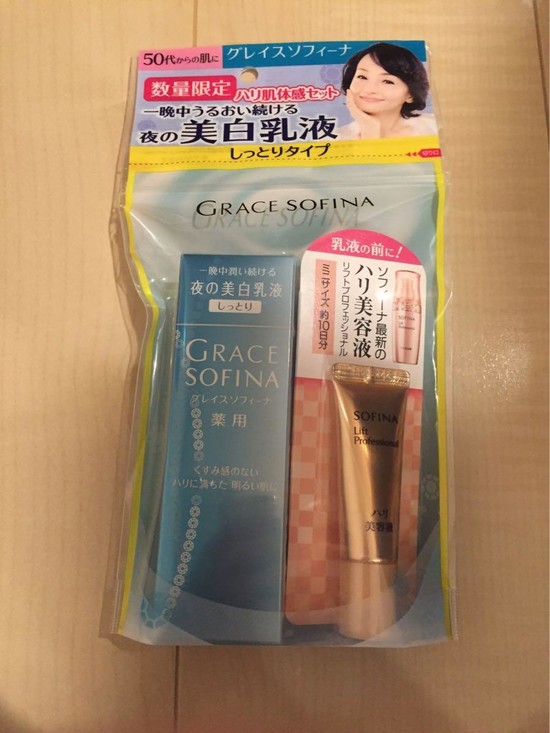 50代からの肌に
グレイスソフィーナ
数量限定
ハリ肌体感セット
一晩中うるおい続ける
夜の美白乳液
しっとりタイプ
GRACE SOFINA
一晩中潤い続ける
夜の美白乳液
しっとり
GRACE
SOFINA
グレイスソフィーナ
薬用
くすみ感のない
ハリに満ちた 明るい肌に
乳液の前に!
ソフィーナ最新の
ハリ美容液
リフトプロフェッショナル
ミニサイズ 約10日分
SOFINA
Lift
Professional
ハリ
美容液